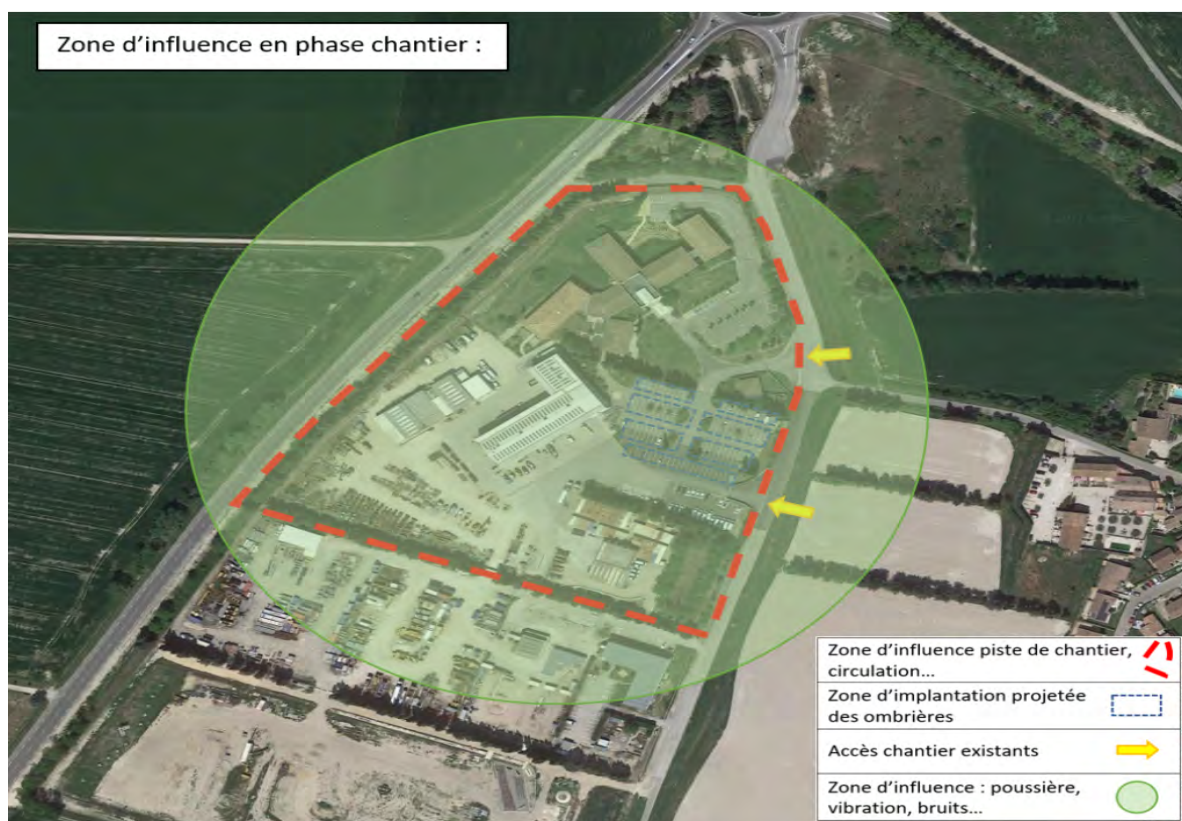 Zone d'influence en phase chantier :
Zone d'influence piste de chantier,
circulation...
Zone d'implantation projetée
des ombrières
Accès chantier existants
Zone d'influence : poussière,
vibration, bruits...